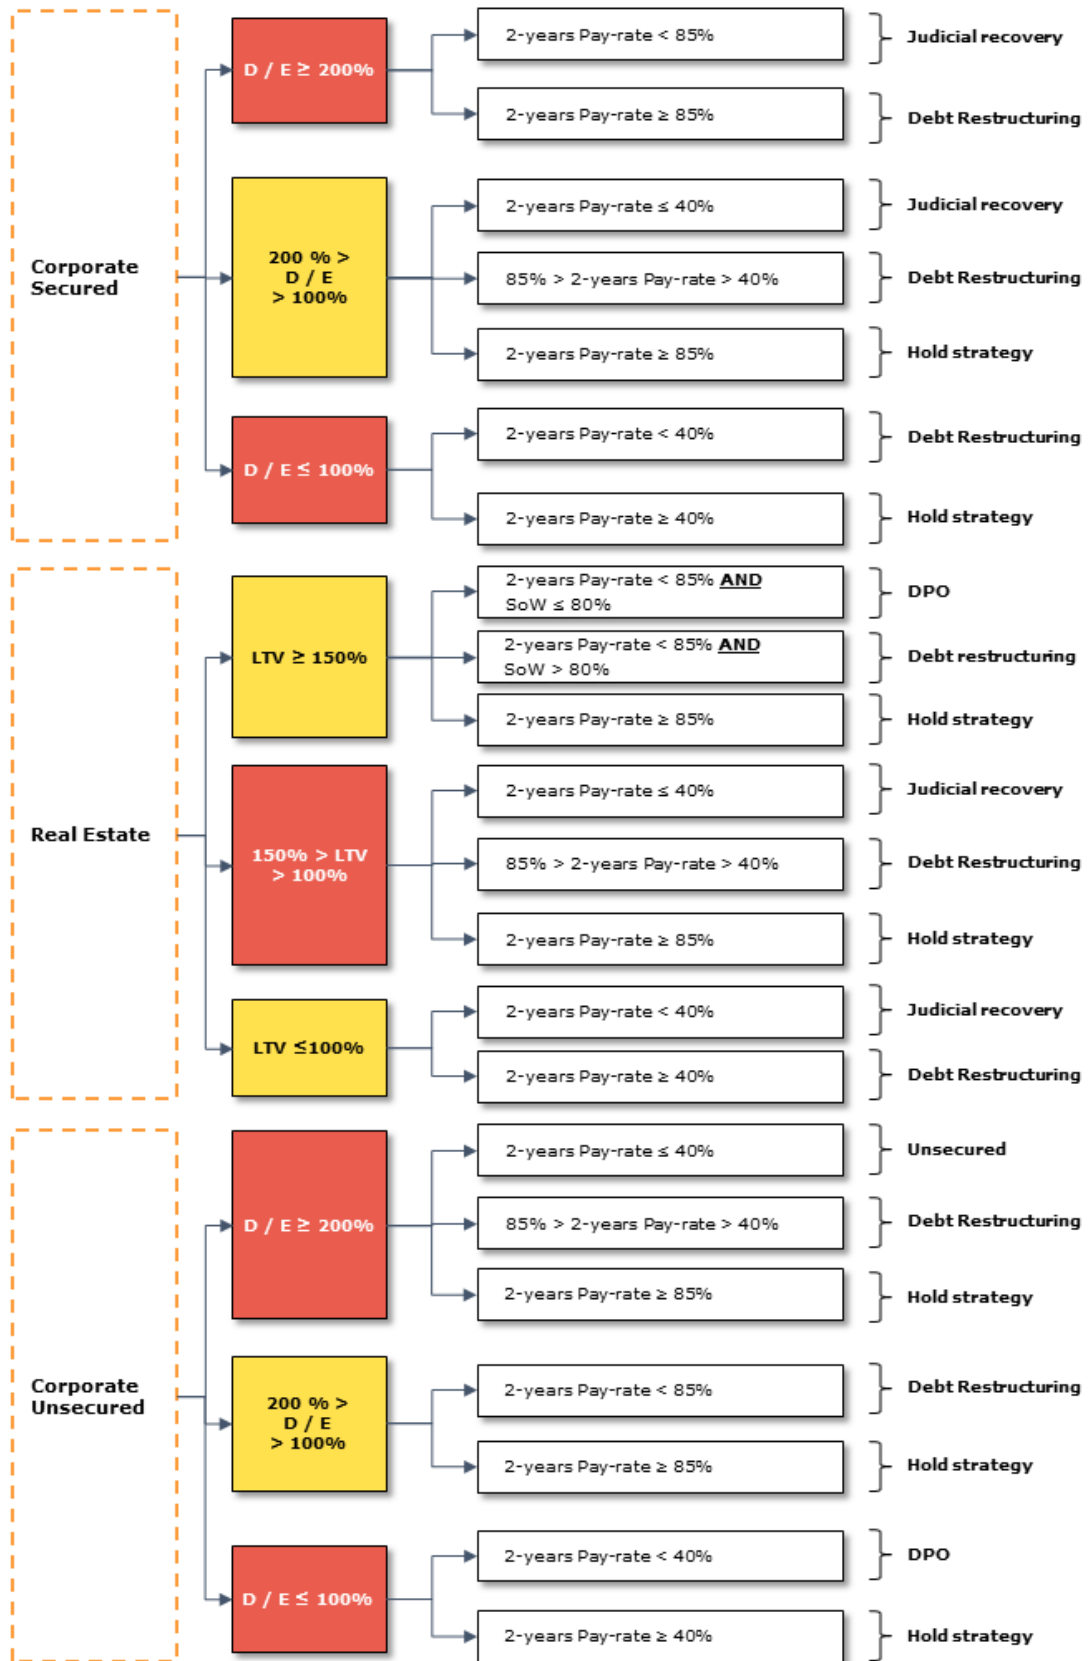 Corporate
Secured
D / E ≥ 200%
2-years Pay-rate < 85%
Judicial recovery
2-years Pay-rate ≥ 85%
Debt Restructuring
200 % >
D / E
> 100%
2-years Pay-rate ≤ 40%
Judicial recovery
85% > 2-years Pay-rate > 40%
Debt Restructuring
2-years Pay-rate ≥ 85%
Hold strategy
D / E ≤ 100%
2-years Pay-rate < 40%
Debt Restructuring
2-years Pay-rate ≥ 40%
Hold strategy
Real Estate
LTV ≥ 150%
2-years Pay-rate < 85% AND
SoW ≤ 80%
DPO
2-years Pay-rate < 85% AND
SoW > 80%
Debt restructuring
2-years Pay-rate ≥ 85%
Hold strategy
150% > LTV
> 100%
2-years Pay-rate ≤ 40%
Judicial recovery
85% > 2-years Pay-rate > 40%
Debt Restructuring
2-years Pay-rate ≥ 85%
Hold strategy
LTV ≤100%
2-years Pay-rate < 40%
Judicial recovery
2-years Pay-rate ≥ 40%
Debt Restructuring
Corporate
Unsecured
D / E ≥ 200%
2-years Pay-rate ≤ 40%
Unsecured
85% > 2-years Pay-rate > 40%
Debt Restructuring
2-years Pay-rate ≥ 85%
Hold strategy
200 % >
D / E
> 100%
2-years Pay-rate < 85%
Debt Restructuring
2-years Pay-rate ≥ 85%
Hold strategy
D / E ≤ 100%
2-years Pay-rate < 40%
DPO
2-years Pay-rate ≥ 40%
Hold strategy